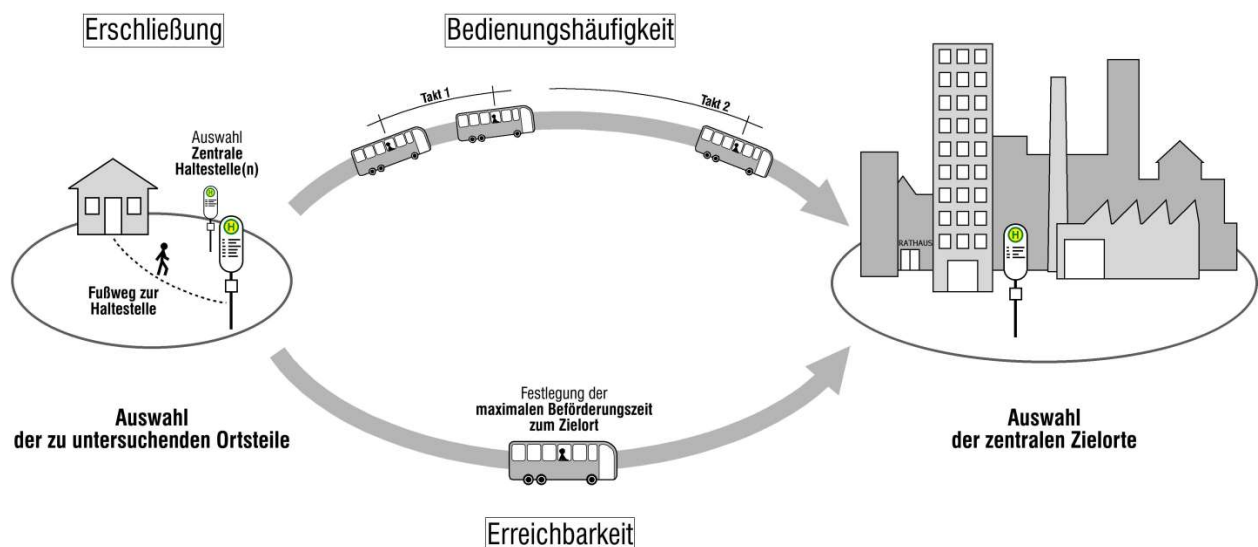 Erschließung
Bedienungshäufigkeit
Takt 1
Takt 2
Auswahl
Zentrale
Haltestelle(n)
H
H
Fußweg zur
Haltestelle
RATHAUS
H
Festlegung der
maximalen Beförderungszeit
zum Zielort
Auswahl
der zu untersuchenden Ortsteile
Auswahl
der zentralen Zielorte
Erreichbarkeit